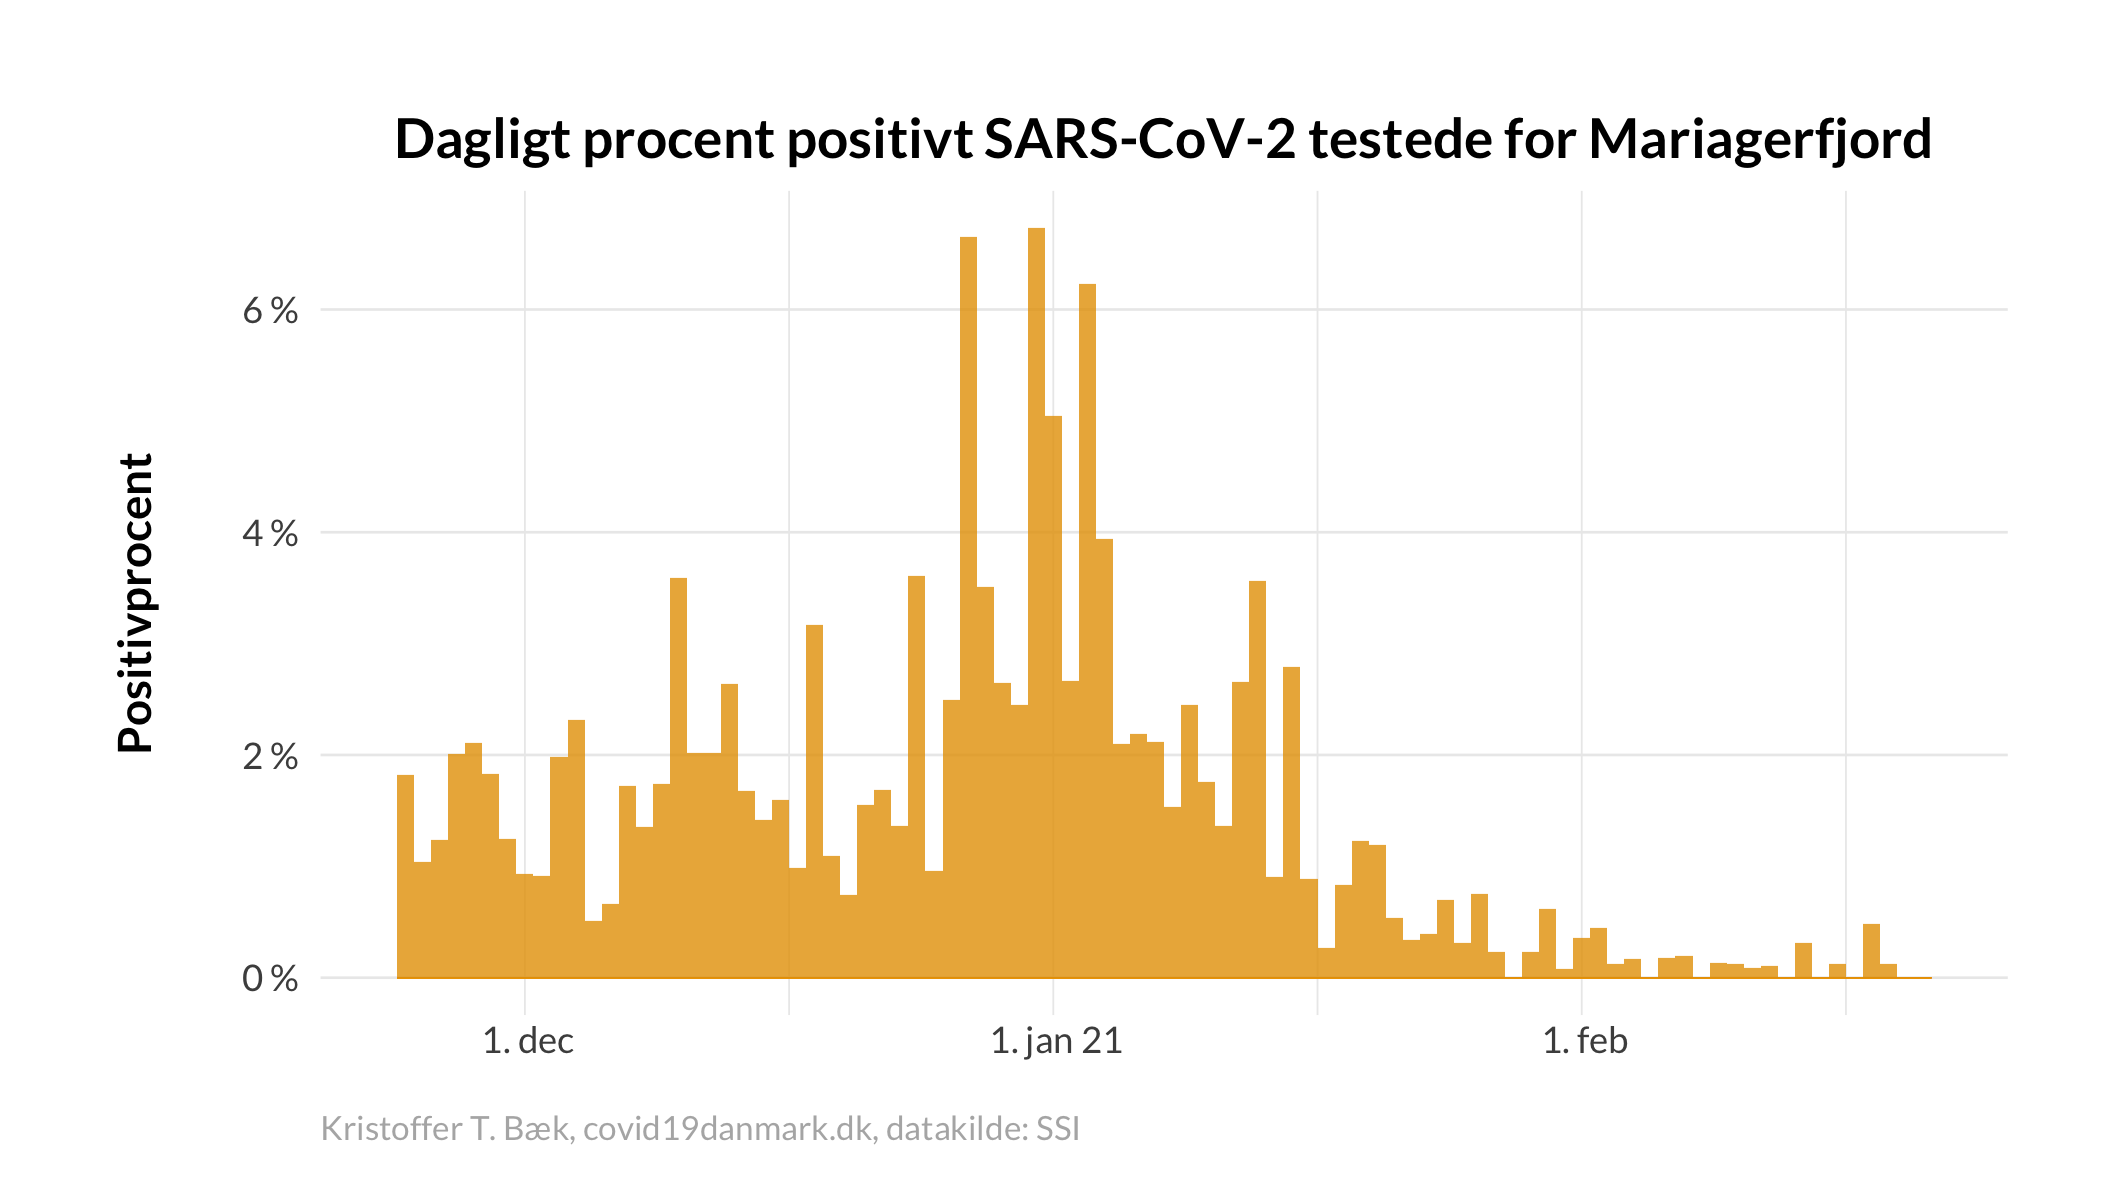 Dagligt procent positivt SARS-CoV-2 testede for Mariagerfjord
Positivprocent
6 %
4 %
2 %
0 %
1. dec
1. jan 21
1. feb
Kristoffer T. Bæk, covid19danmark.dk, datakilde: SSI